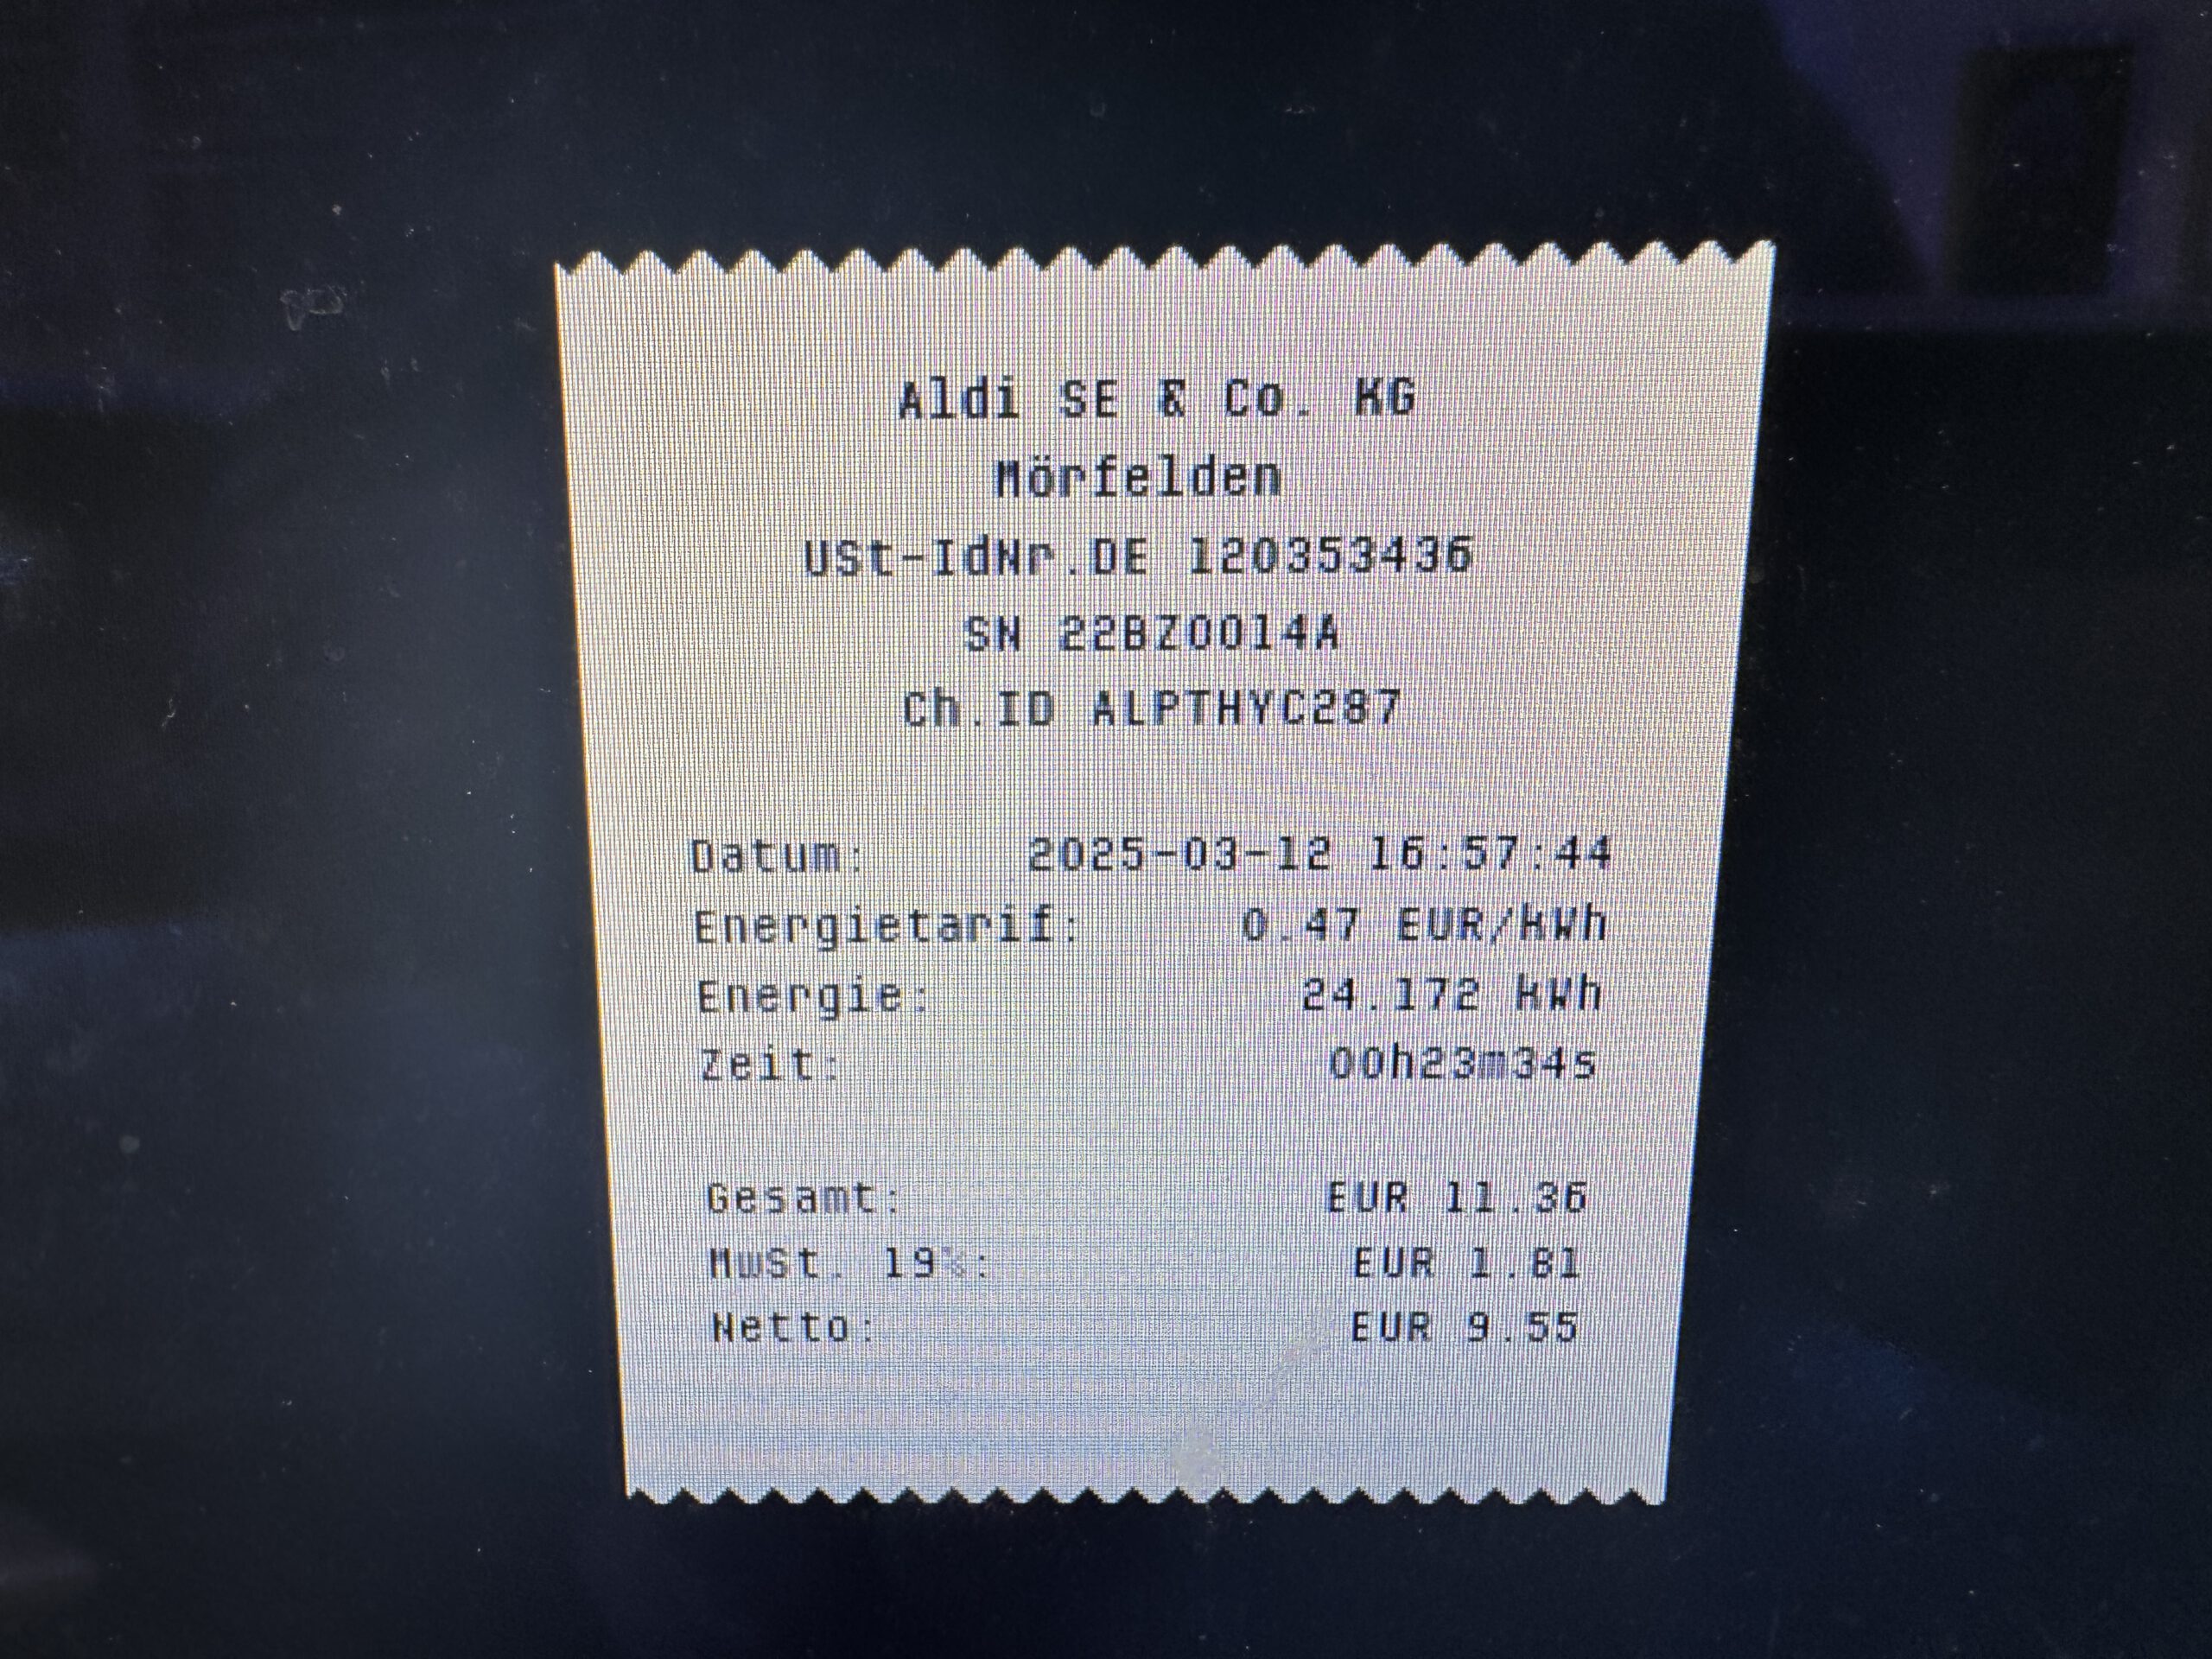 Aldi SE & Co. KG
Mörfelden
USt-IdNr.DE 120353436
SN 22BZ0014A
Ch.ID ALPTHYC287
Datum: 2025-03-12 16:57:44
Energietarif: 0.47 EUR/kWh
Energie: 24.172 kWh
Zeit: 00h23m34s
Gesamt: EUR 11.36
MwSt. 19%: EUR 1.81
Netto: EUR 9.55